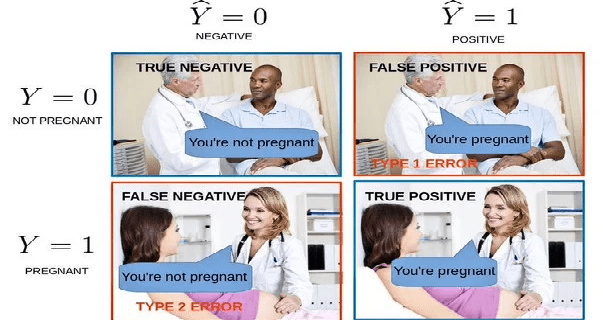 Ŷ = 0
NEGATIVE
Ŷ = 1
POSITIVE
Y = 0
NOT PREGNANT
TRUE NEGATIVE
You're not pregnant
FALSE POSITIVE
You're pregnant
TYPE 1 ERROR
Y = 1
PREGNANT
FALSE NEGATIVE
You're not pregnant
TYPE 2 ERROR
TRUE POSITIVE
You're pregnant